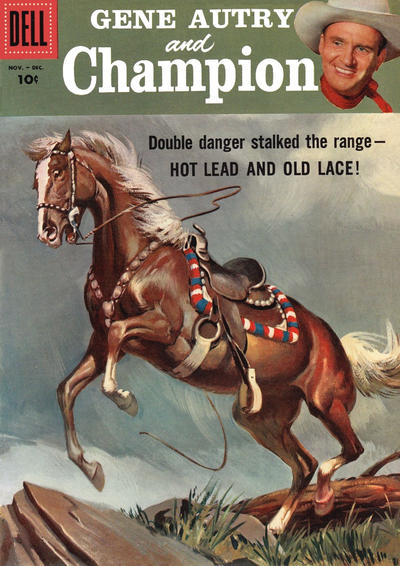 DELL
NOV. – DEC.
10¢
GENE AUTRY
and
Champion
Double danger stalked the range –
HOT LEAD AND OLD LACE!